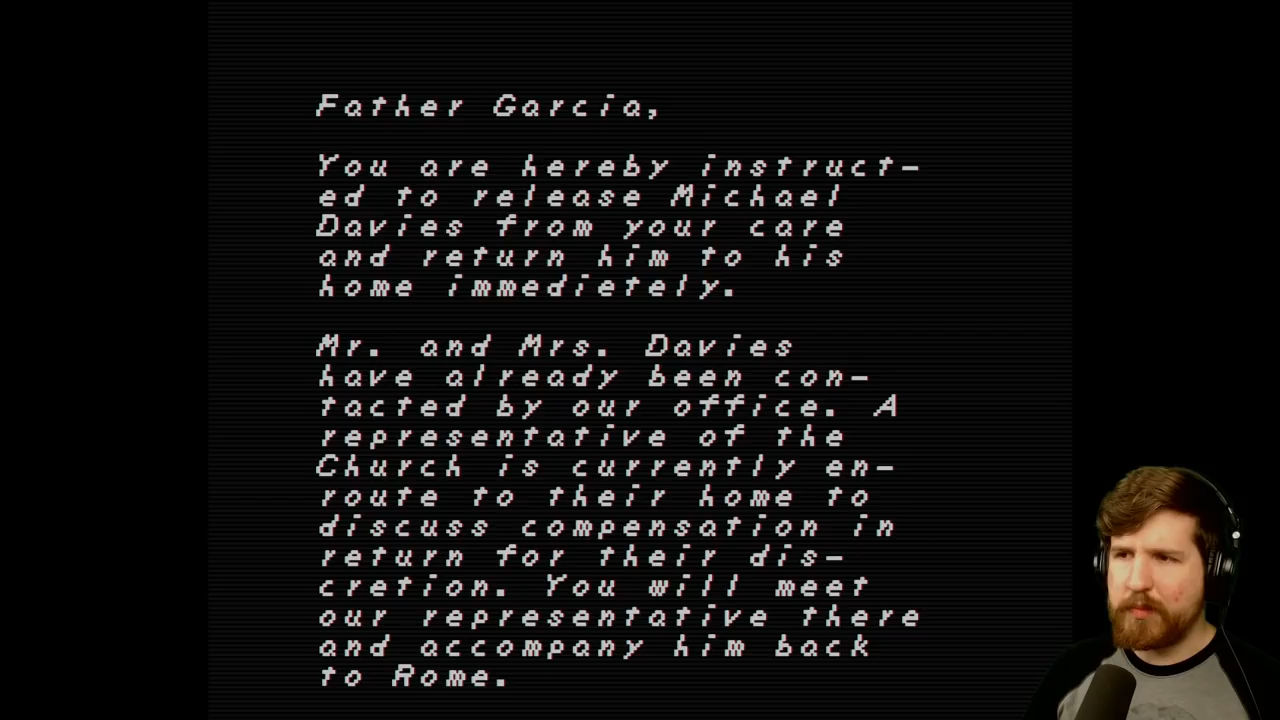 Father Garcia,
You are hereby instruct-
ed to release Michael
Davies from your care
and return him to his
home immedietely.
Mr. and Mrs. Davies
have already been con-
tacted by our office. A
representative of the
Church is currently en-
route to their home to
discuss compensation in
return for their dis-
cretion. You will meet
our representative there
and accompany him back
to Rome.